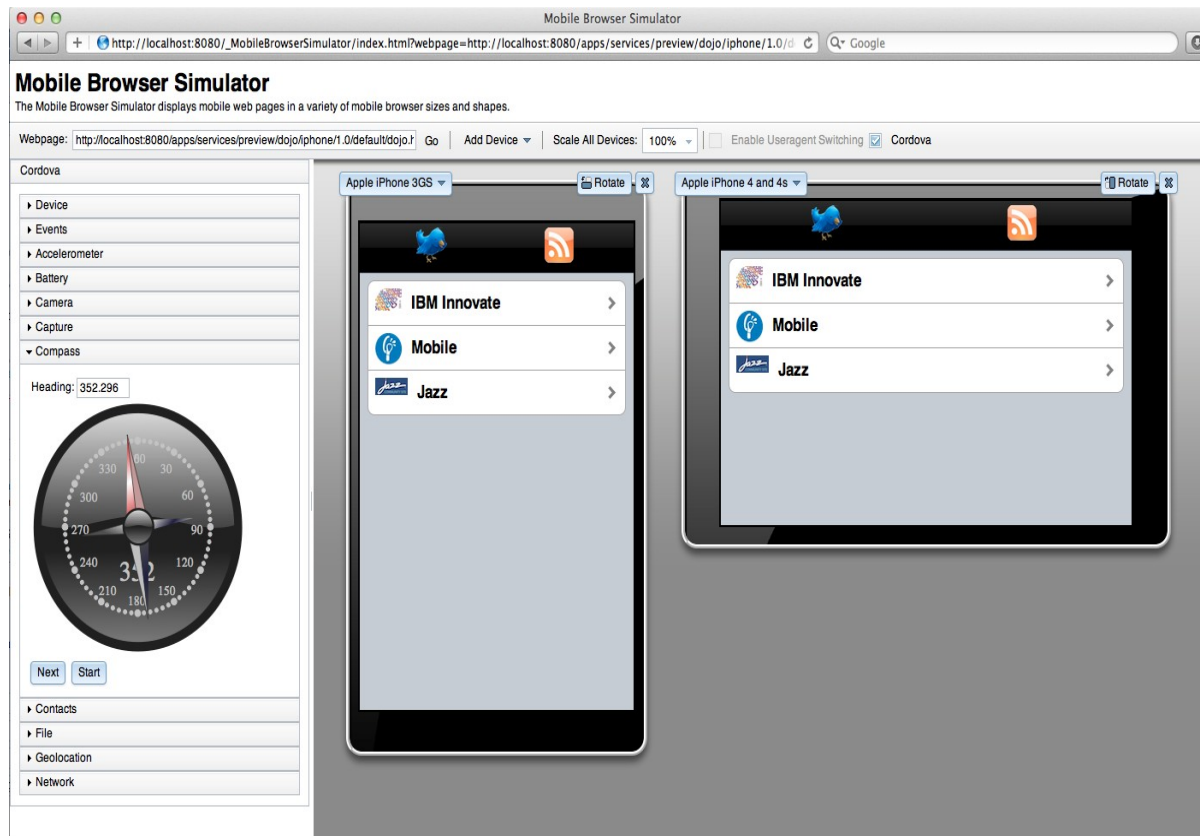 Mobile Browser Simulator
http://localhost:8080/_MobileBrowserSimulator/index.html?webpage=http://localhost:8080/apps/services/preview/dojo/iphone/1.0/d
Google
Mobile Browser Simulator
The Mobile Browser Simulator displays mobile web pages in a variety of mobile browser sizes and shapes.
Webpage: http://localhost:8080/apps/services/preview/dojo/iphone/1.0/default/dojo.h Go Add Device Scale All Devices: 100% Enable Useragent Switching Cordova
Cordova
Device
Events
Accelerometer
Battery
Camera
Capture
Compass
Heading: 352.296
330 30
300 60
270 90
240 352 120
210 180 150
Next Start
Contacts
File
Geolocation
Network
Apple iPhone 3GS Rotate
IBM Innovate
Mobile
Jazz
Apple iPhone 4 and 4s Rotate
IBM Innovate
Mobile
Jazz